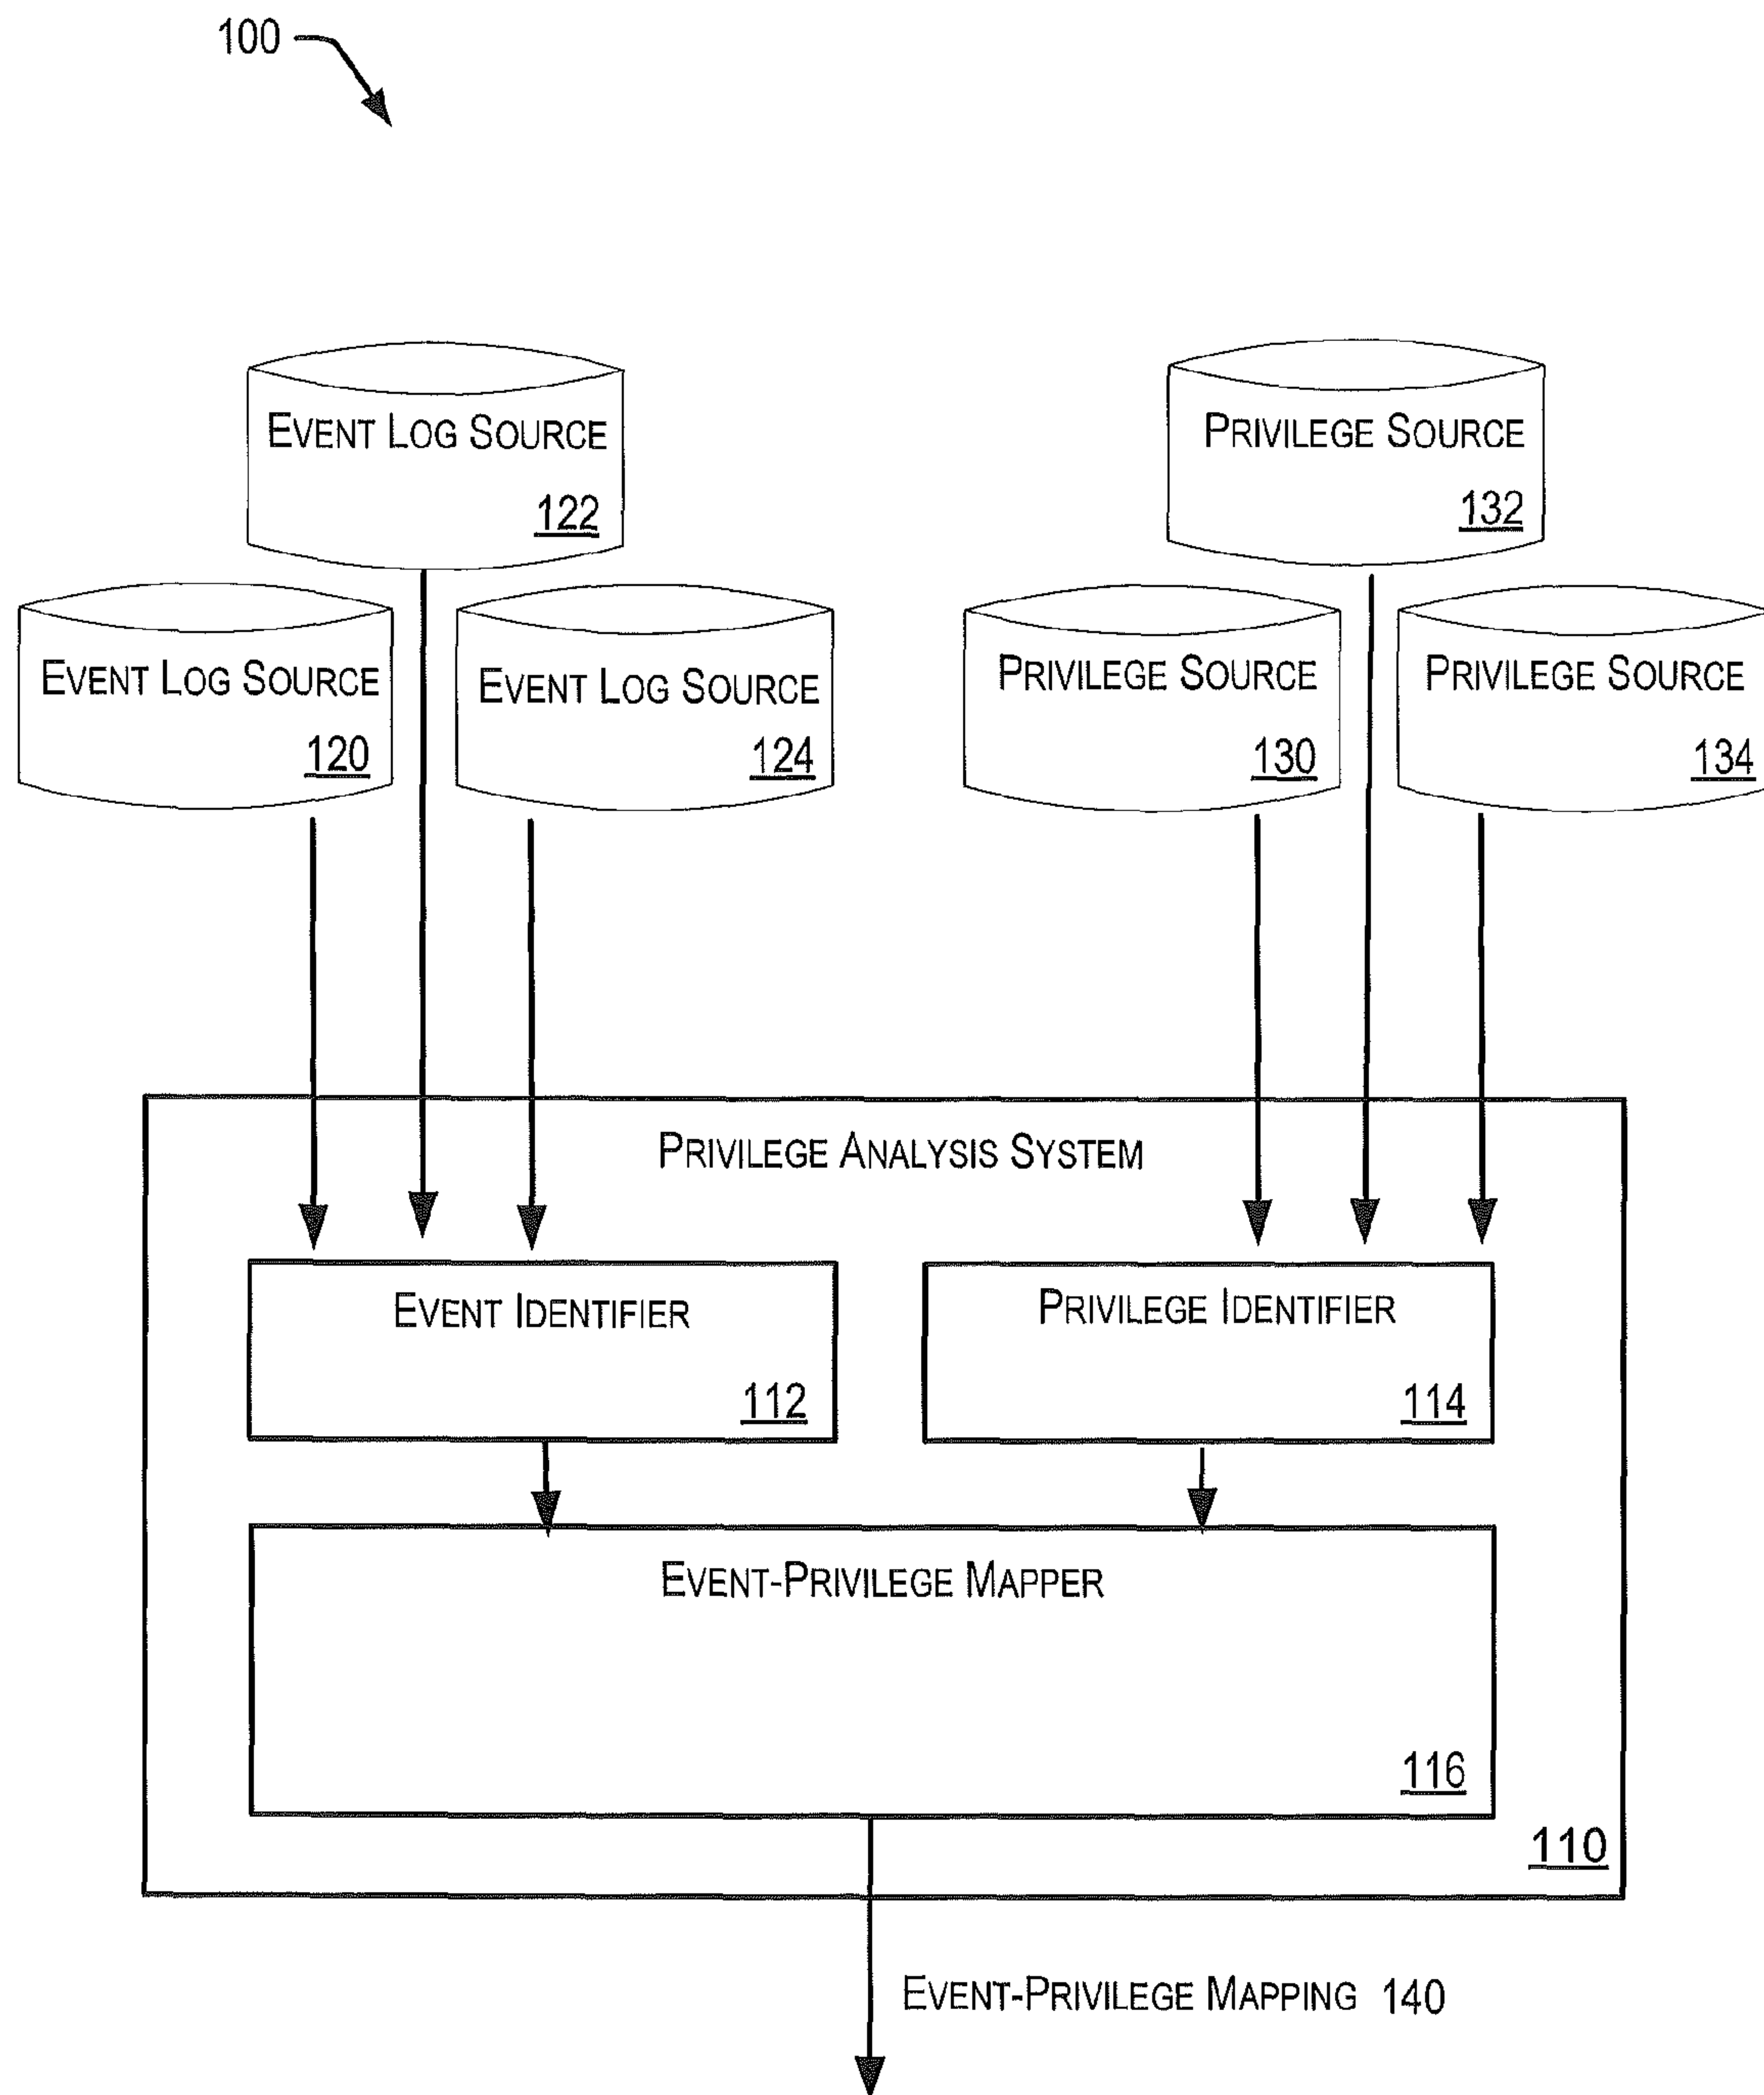 100
EVENT LOG SOURCE
122
PRIVILEGE SOURCE
132
EVENT LOG SOURCE
120
EVENT LOG SOURCE
124
PRIVILEGE SOURCE
130
PRIVILEGE SOURCE
134
PRIVILEGE ANALYSIS SYSTEM
EVENT IDENTIFIER
112
PRIVILEGE IDENTIFIER
114
EVENT-PRIVILEGE MAPPER
116
110
EVENT-PRIVILEGE MAPPING 140